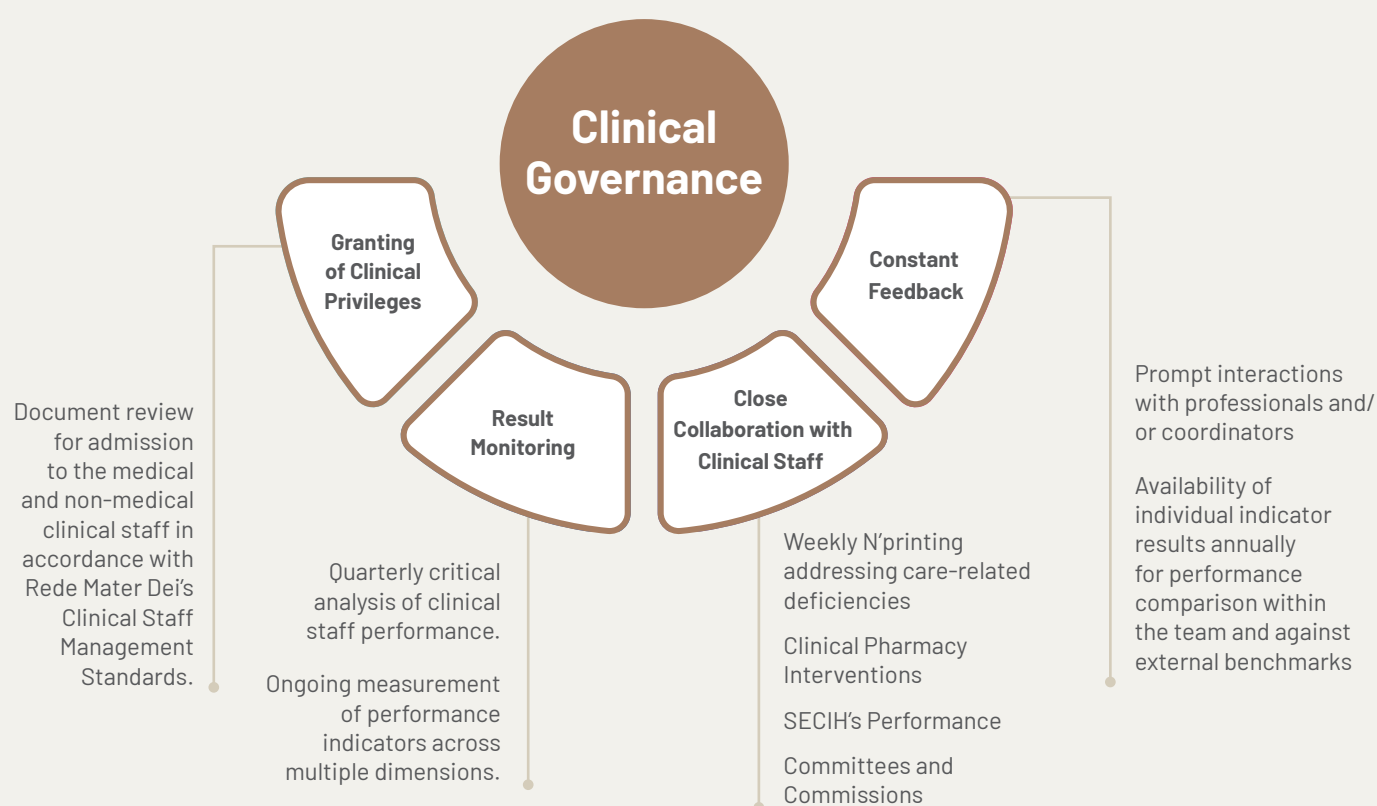 Clinical
Governance
Granting
of Clinical
Privileges
Document review
for admission
to the medical
and non-medical
clinical staff in
accordance with
Rede Mater Dei’s
Clinical Staff
Management
Standards.
Result
Monitoring
Quarterly critical
analysis of clinical
staff performance.
Ongoing measurement
of performance
indicators across
multiple dimensions.
Close
Collaboration with
Clinical Staff
Weekly N’printing
addressing care-related
deficiencies
Clinical Pharmacy
Interventions
SECIH’s Performance
Committees and
Commissions
Constant
Feedback
Prompt interactions
with professionals and/
or coordinators
Availability of
individual indicator
results annually
for performance
comparison within
the team and against
external benchmarks